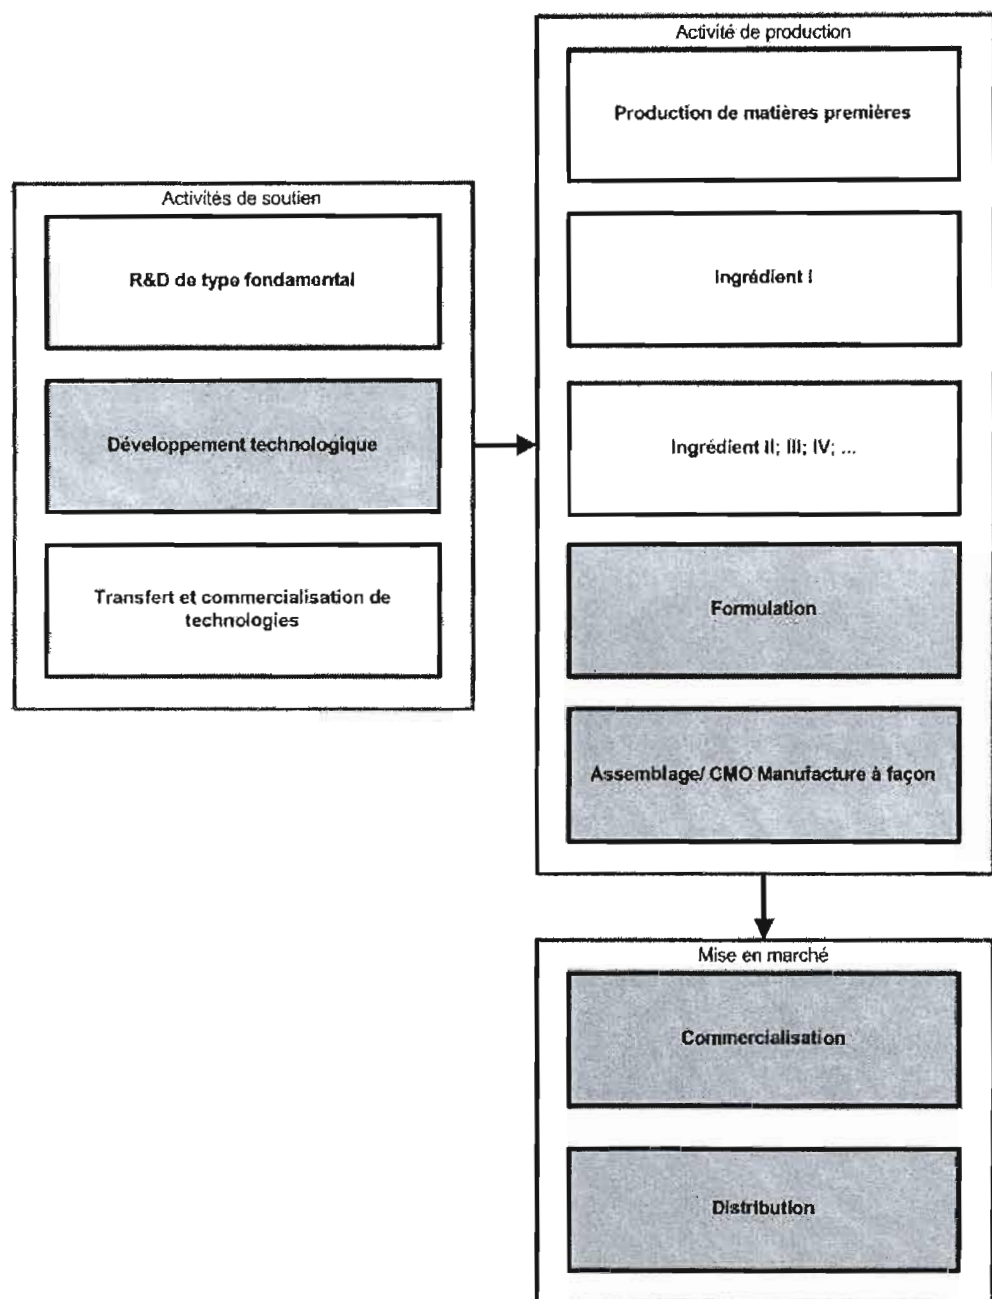 Activités de soutien
R&D de type fondamental
Développement technologique
Transfert et commercialisation de
technologies
Activité de production
Production de matières premières
Ingrédient I
Ingrédient II; III; IV; ...
Formulation
Assemblage/ CMO Manufacture à façon
Mise en marché
Commercialisation
Distribution